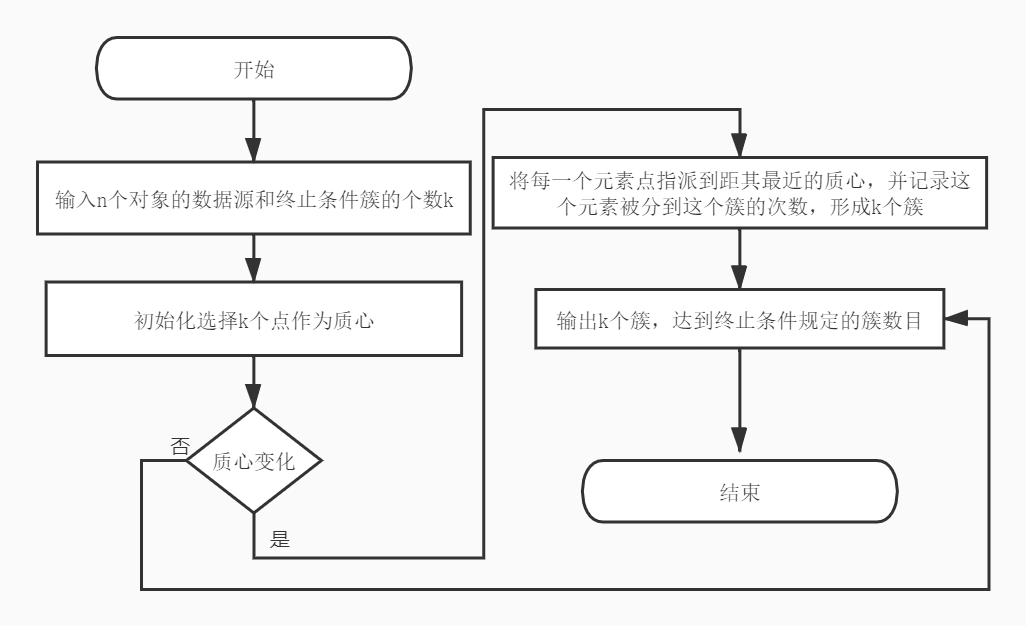 开始
输入n个对象的数据源和终止条件簇的个数k
初始化选择k个点作为质心
否
质心变化
是
将每一个元素点指派到距其最近的质心，并记录这
个元素被分到这个簇的次数，形成k个簇
输出k个簇，达到终止条件规定的簇数目
结束